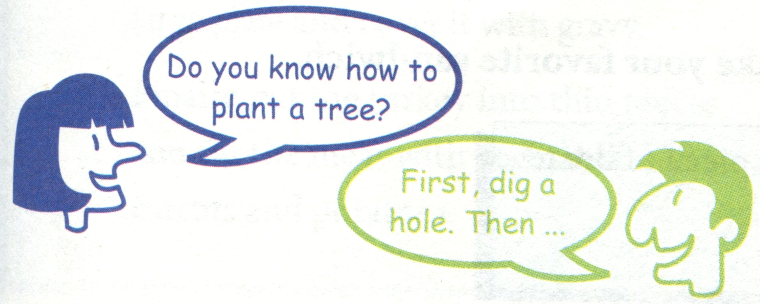 Do you know how to
plant a tree?
First, dig a
hole. Then ...